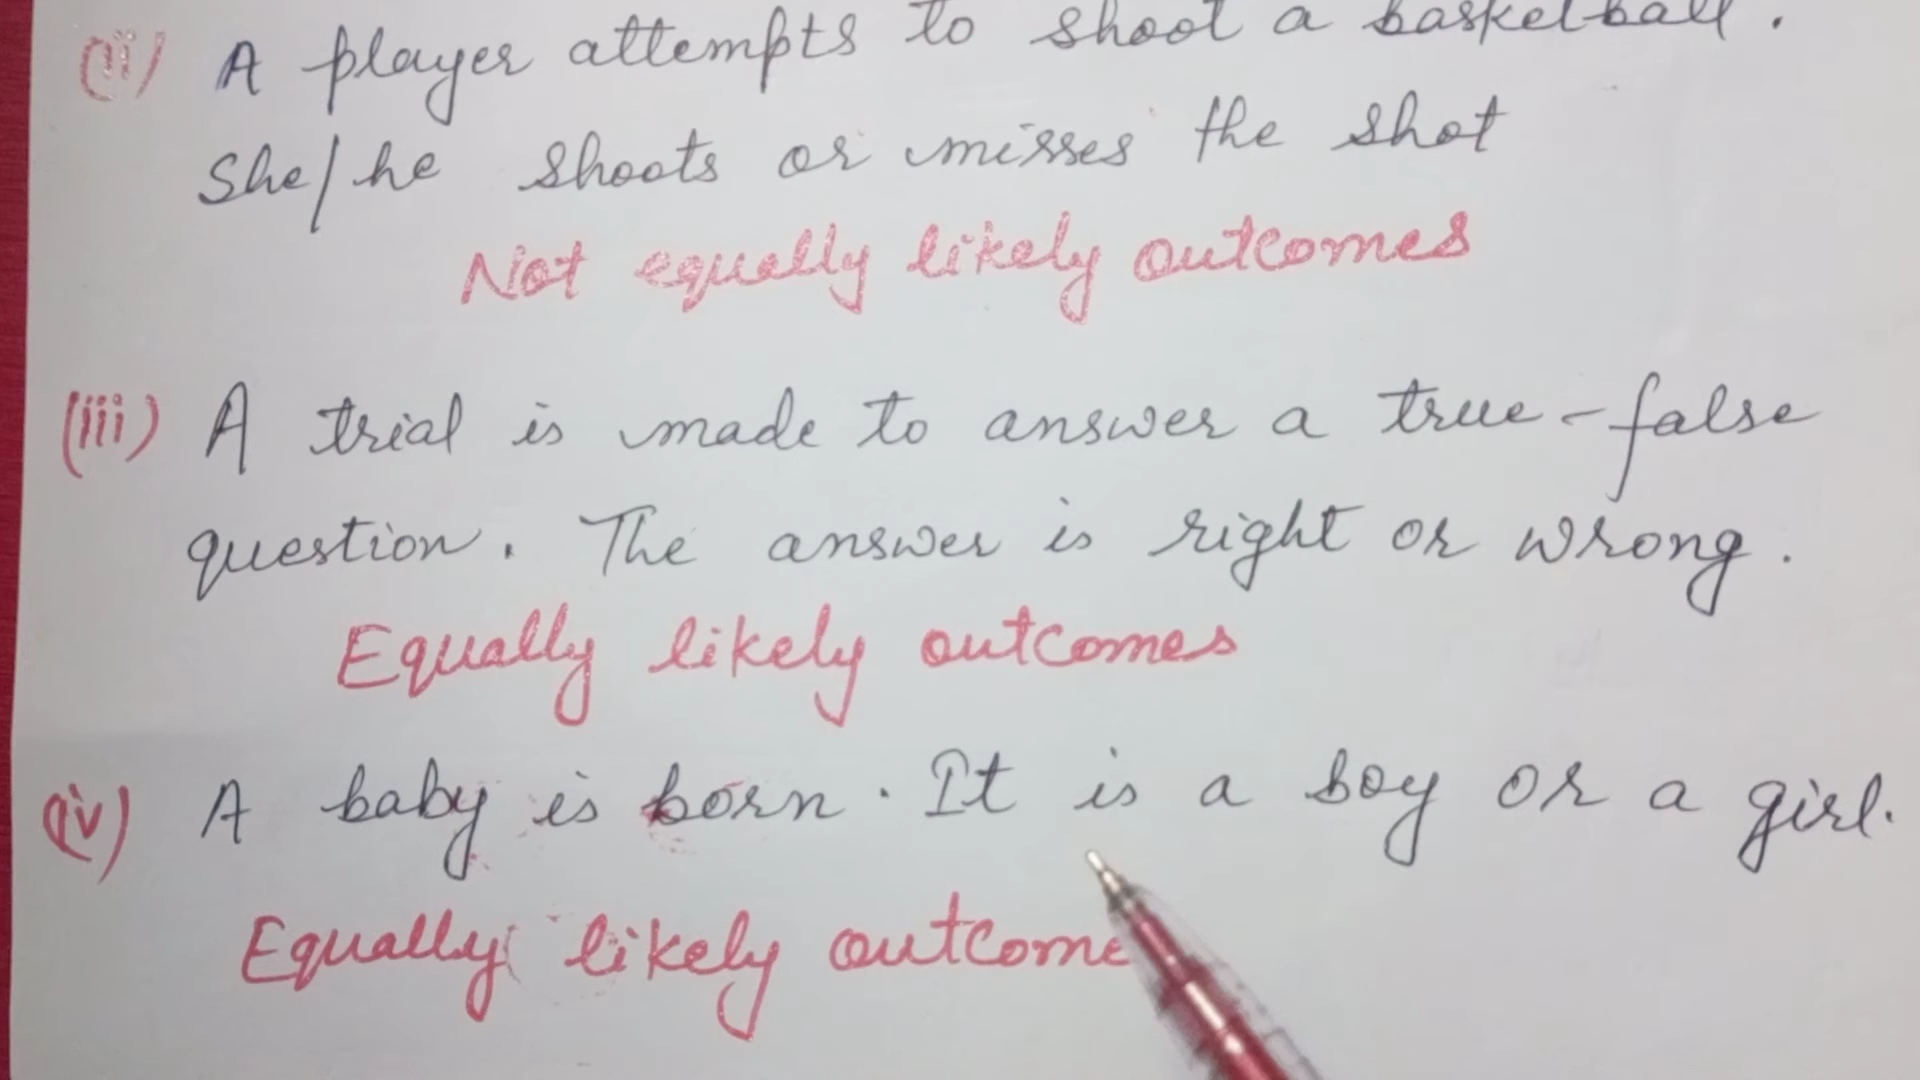 (ii) A player attempts to shoot a basketball.
She/he shoots or misses the shot
Not equally likely outcomes
(iii) A trial is made to answer a true-false
question. The answer is right or wrong.
Equally likely outcomes
(iv) A baby is born. It is a boy or a girl.
Equally likely outcome